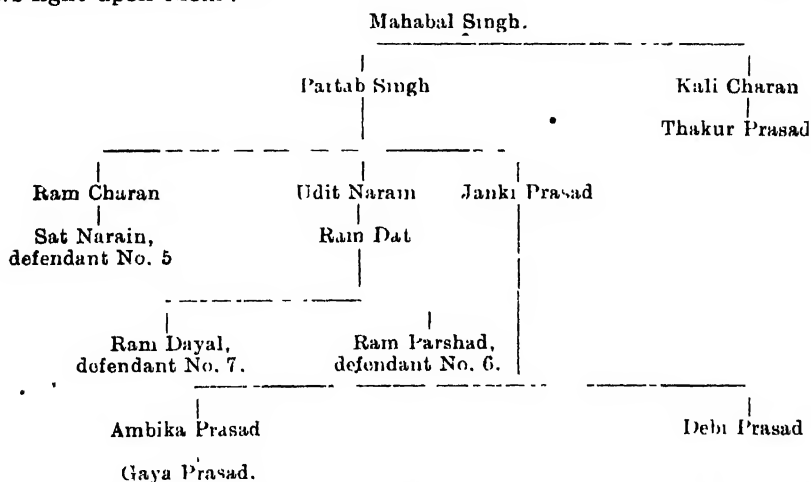 Mahabal Singh.
Partab Singh Kali Charan
Thakur Prasad
Ram Charan Udit Narain Janki Prasad
Sat Narain, Ram Dat
defendant No. 5
Ram Dayal, Ram Parshad,
defendant No. 7. defendant No. 6.
Ambika Prasad Debi Prasad
Gaya Prasad.